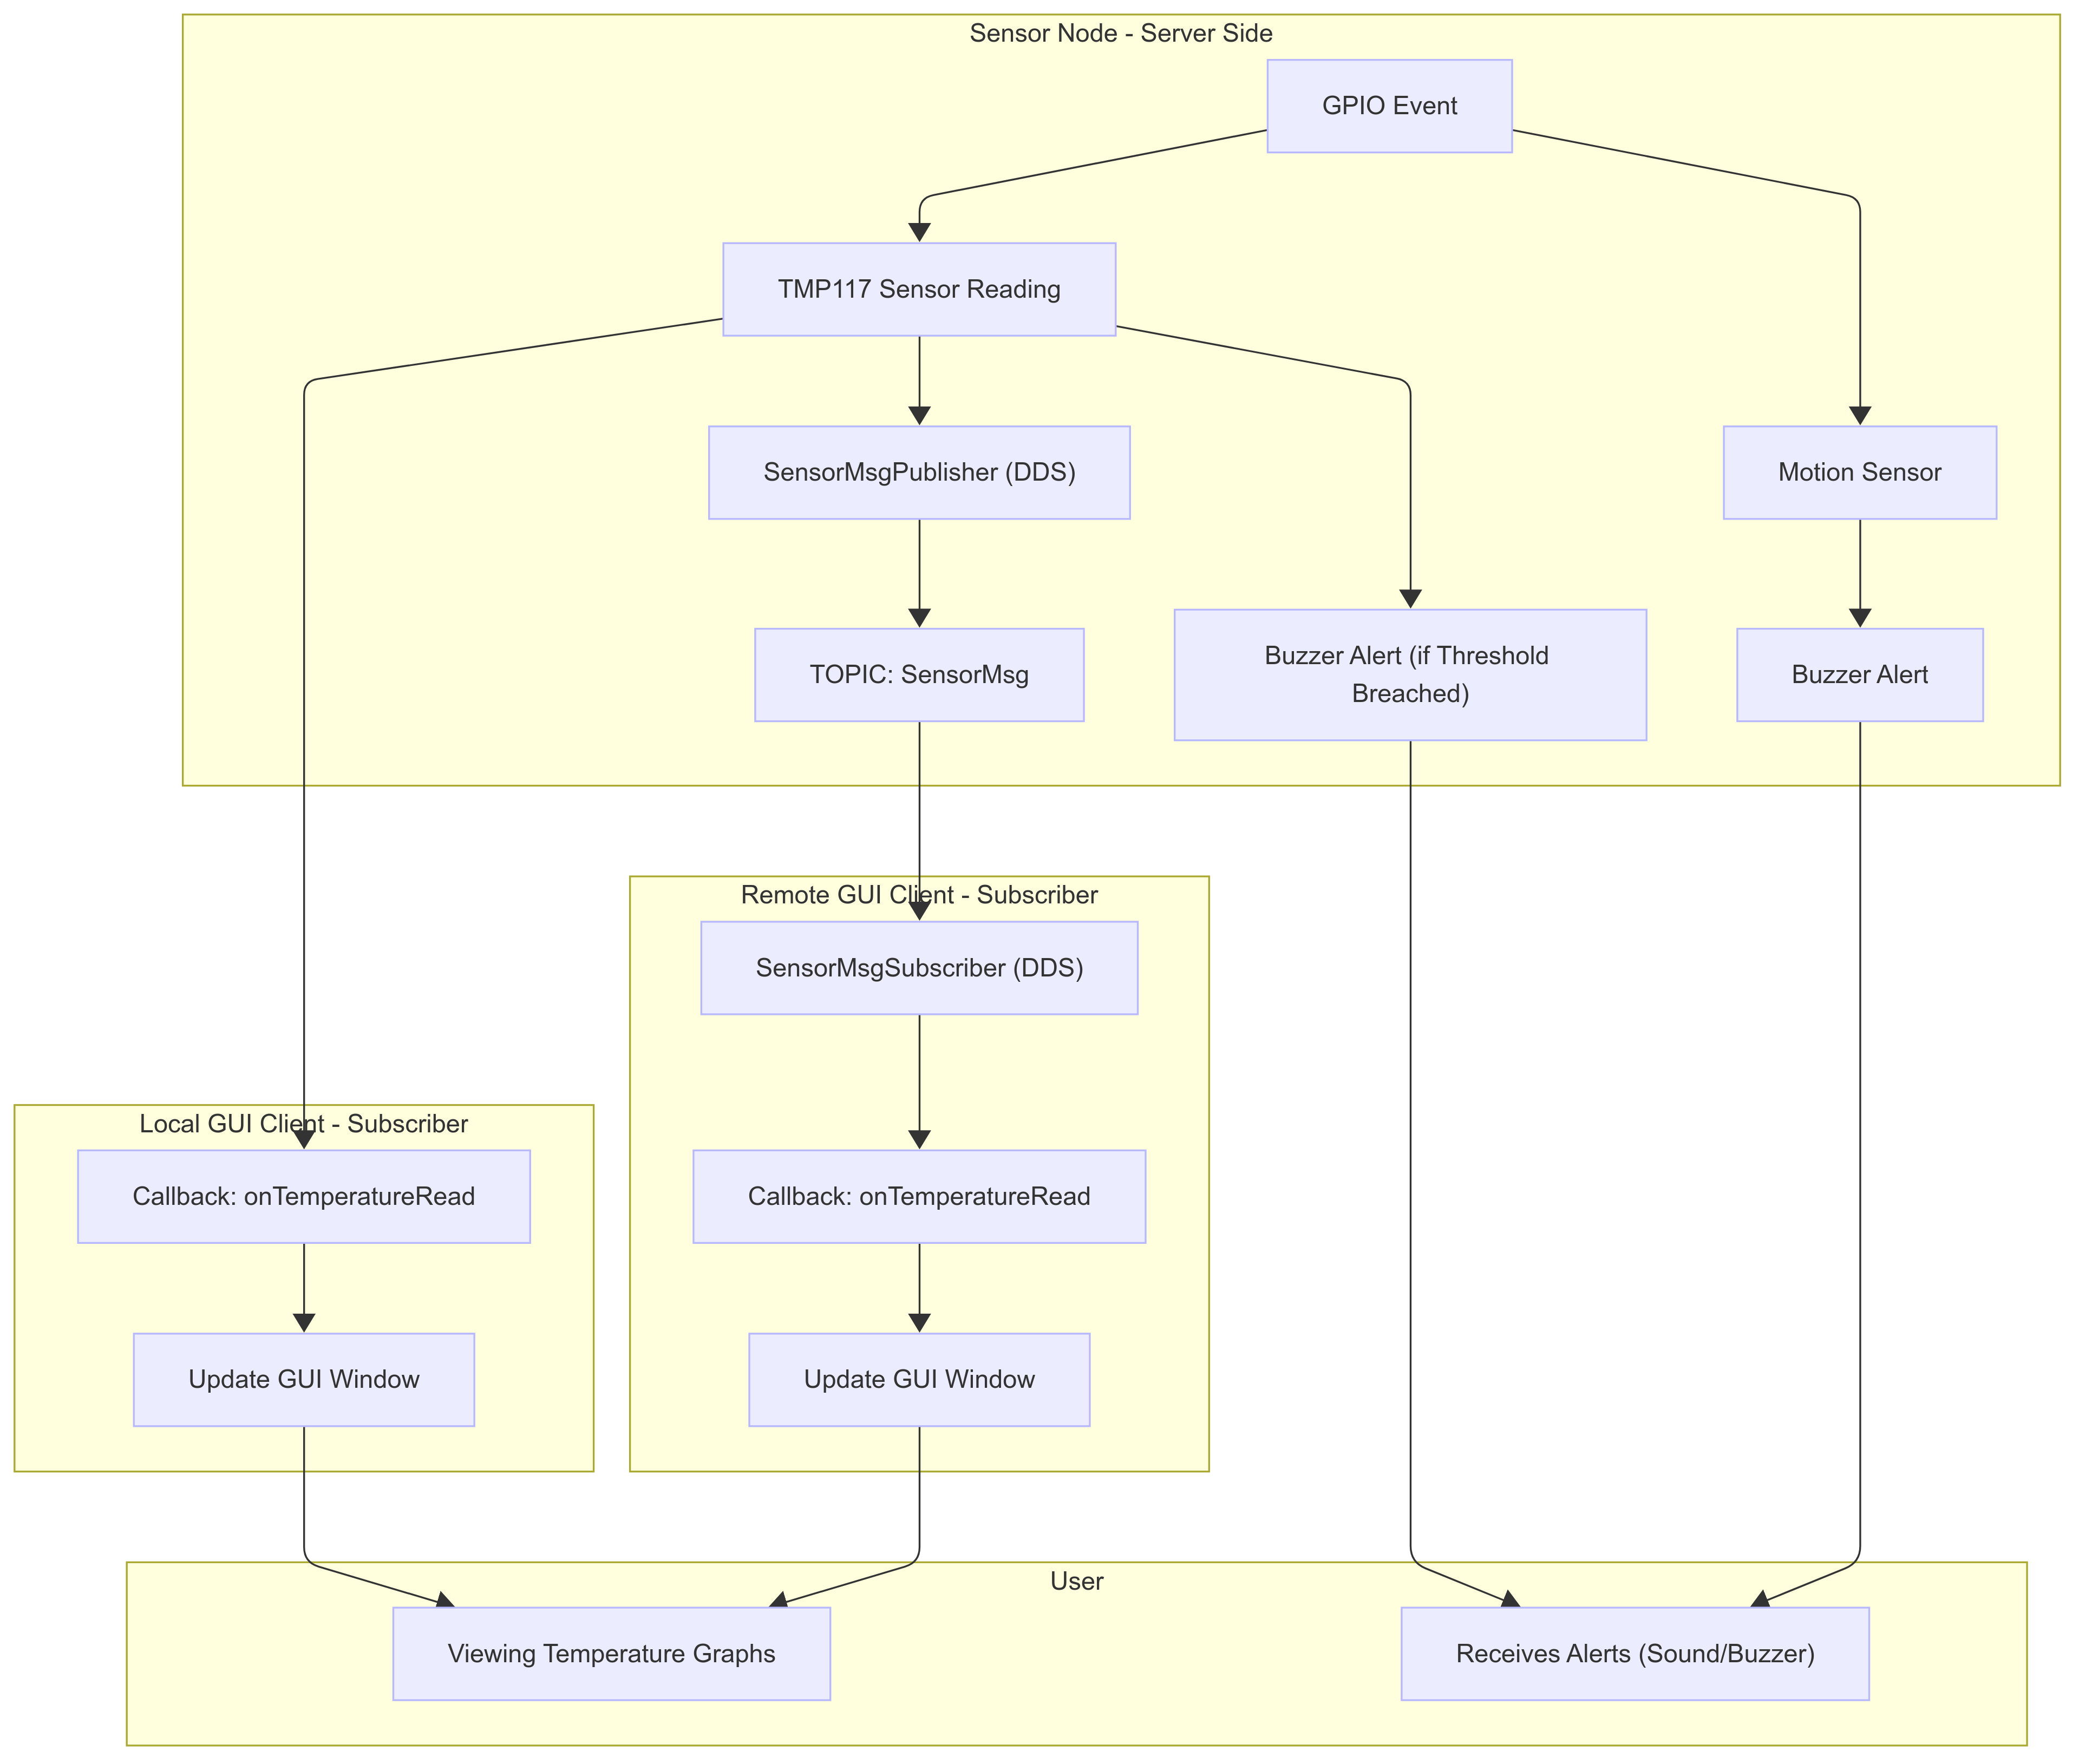 Sensor Node - Server Side
GPIO Event
TMP117 Sensor Reading
SensorMsgPublisher (DDS)
Motion Sensor
TOPIC: SensorMsg
Buzzer Alert (if Threshold
Breached)
Buzzer Alert
Remote GUI Client - Subscriber
SensorMsgSubscriber (DDS)
Local GUI Client - Subscriber
Callback: onTemperatureRead
Callback: onTemperatureRead
Update GUI Window
Update GUI Window
User
Viewing Temperature Graphs
Receives Alerts (Sound/Buzzer)